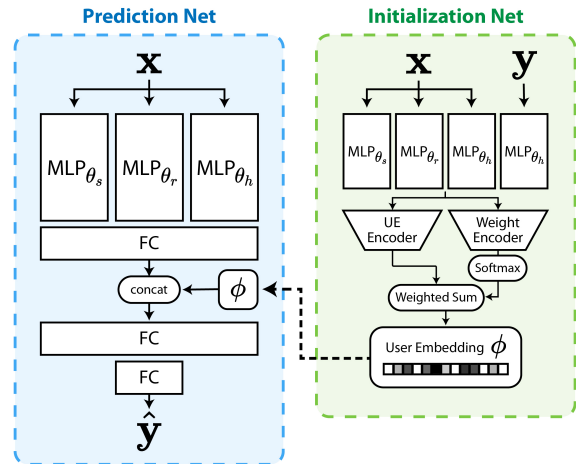 Prediction Net
x
MLPθs
MLPθr
MLPθh
FC
concat
ϕ
FC
FC
ŷ
Initialization Net
x
y
MLPθs
MLPθr
MLPθh
MLPθh
UE
Encoder
Weight
Encoder
Softmax
Weighted Sum
User Embedding ϕ